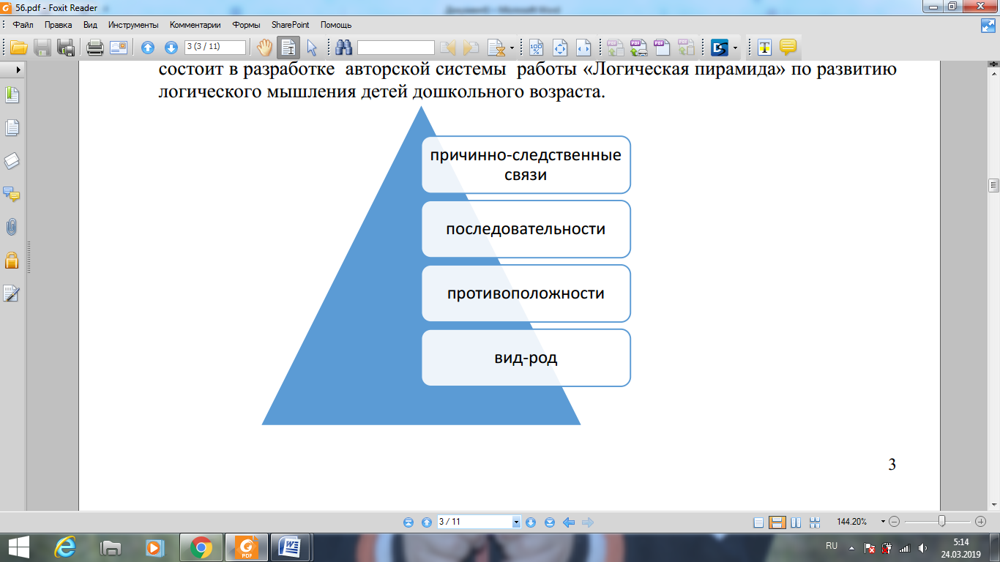 56.pdf - Foxit Reader
Файл Правка Вид Инструменты Комментарии Формы SharePoint Помощь
3 (3 / 11)
состоит в разработке авторской системы работы «Логическая пирамида» по развитию
логического мышления детей дошкольного возраста.
причинно-следственные
связи
последовательности
противоположности
вид-род
3
3 / 11
144.20%
RU
5:14
24.03.2019